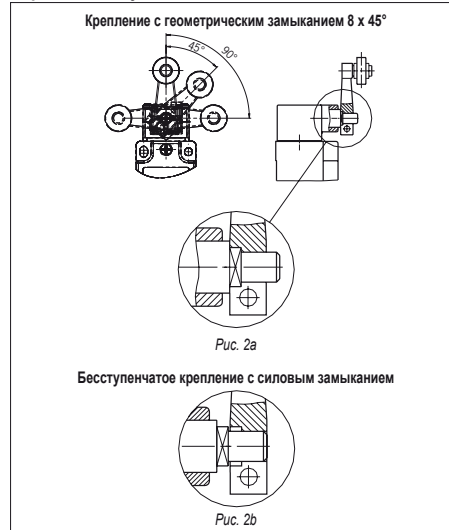 Крепление с геометрическим замыканием 8 x 45°
90°
45°
Рис. 2a
Бесступенчатое крепление с силовым замыканием
Рис. 2b